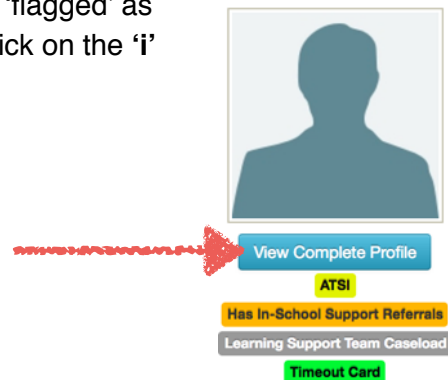 ‘flagged’ as
ick on the ‘i’
View Complete Profile
ATSI
Has In-School Support Referrals
Learning Support Team Caseload
Timeout Card